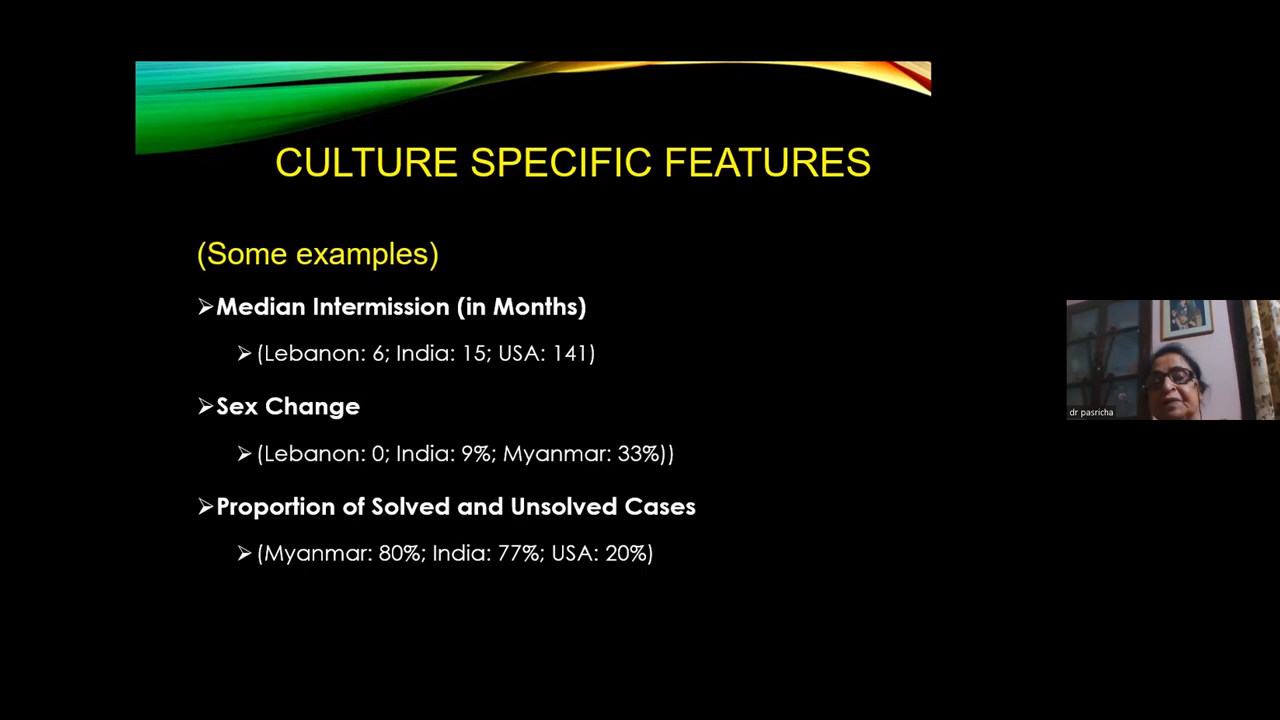 CULTURE SPECIFIC FEATURES
(Some examples)
➢Median Intermission (in Months)
➢(Lebanon: 6; India: 15; USA: 141)
➢Sex Change
➢(Lebanon: 0; India: 9%; Myanmar: 33%))
➢Proportion of Solved and Unsolved Cases
➢(Myanmar: 80%; India: 77%; USA: 20%)
dr pasricha